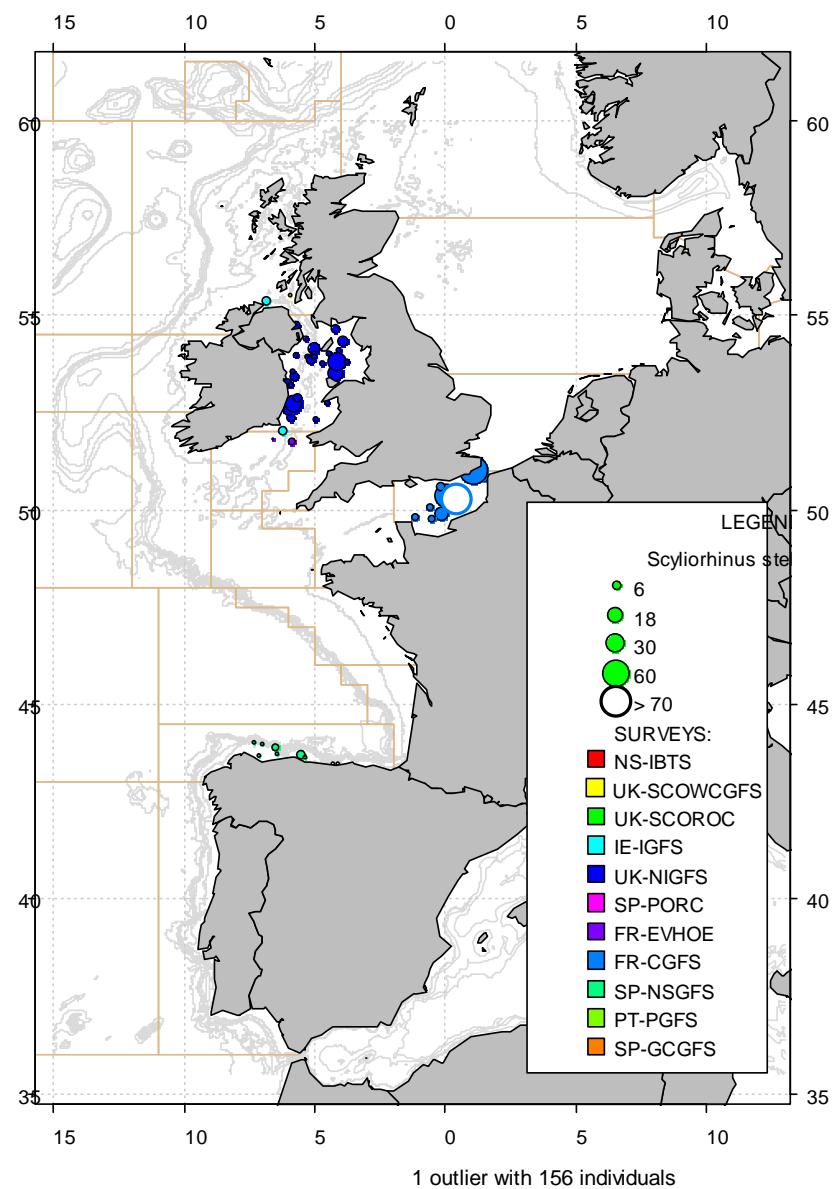 15 10 5 0 5 10
60 60
55 55
50 50
45 45
40 40
35 35
LEGEN
Scyliorhinus ste
6
18
30
60
> 70
SURVEYS:
NS-IBTS
UK-SCOWCGFS
UK-SCOROC
IE-IGFS
UK-NIGFS
SP-PORC
FR-EVHOE
FR-CGFS
SP-NSGFS
PT-PGFS
SP-GCGFS
15 10 5 0 5 10
1 outlier with 156 individuals